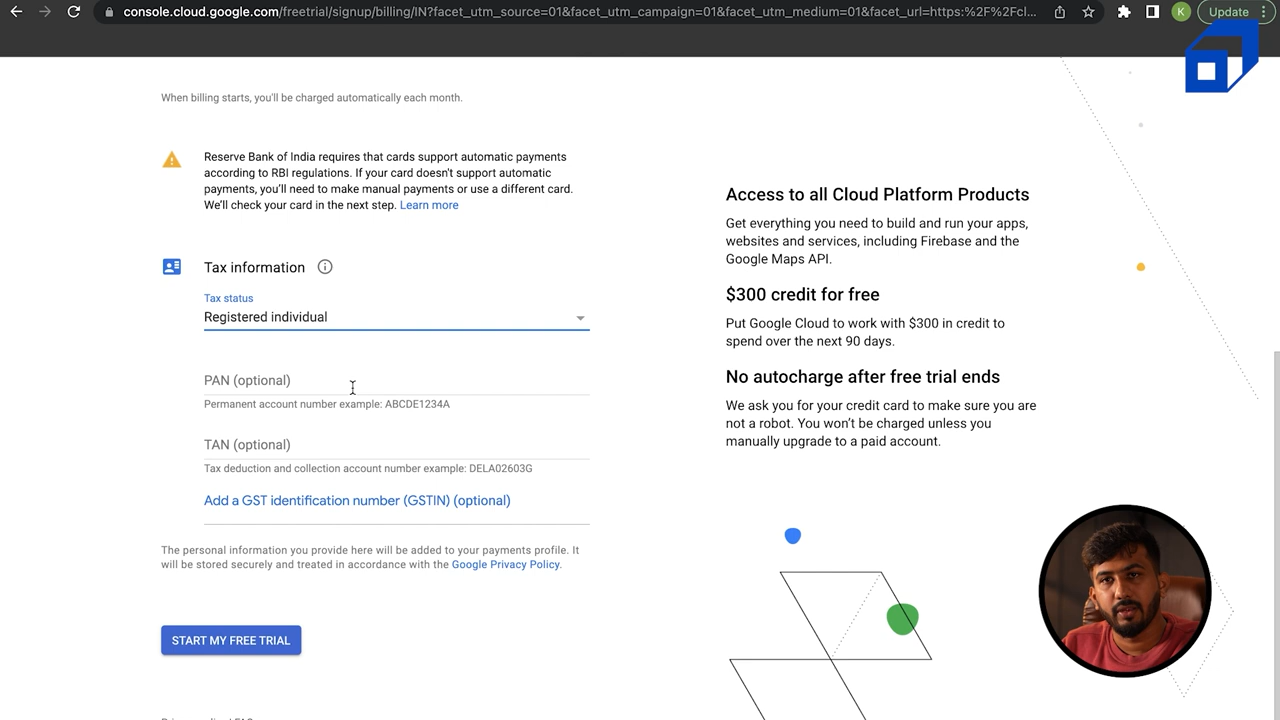 console.cloud.google.com/freetrial/signup/billing/IN?facet_utm_source=01&facet_utm_campaign=01&facet_utm_medium=01&facet_url=https:%2F%2Fcl...
K
Update
When billing starts, you'll be charged automatically each month.
Reserve Bank of India requires that cards support automatic payments
according to RBI regulations. If your card doesn't support automatic
payments, you'll need to make manual payments or use a different card.
We'll check your card in the next step. Learn more
Tax information
Tax status
Registered individual
PAN (optional)
Permanent account number example: ABCDE1234A
TAN (optional)
Tax deduction and collection account number example: DELA02603G
Add a GST identification number (GSTIN) (optional)
The personal information you provide here will be added to your payments profile. It
will be stored securely and treated in accordance with the Google Privacy Policy.
START MY FREE TRIAL
Access to all Cloud Platform Products
Get everything you need to build and run your apps,
websites and services, including Firebase and the
Google Maps API.
$300 credit for free
Put Google Cloud to work with $300 in credit to
spend over the next 90 days.
No autocharge after free trial ends
We ask you for your credit card to make sure you are
not a robot. You won't be charged unless you
manually upgrade to a paid account.